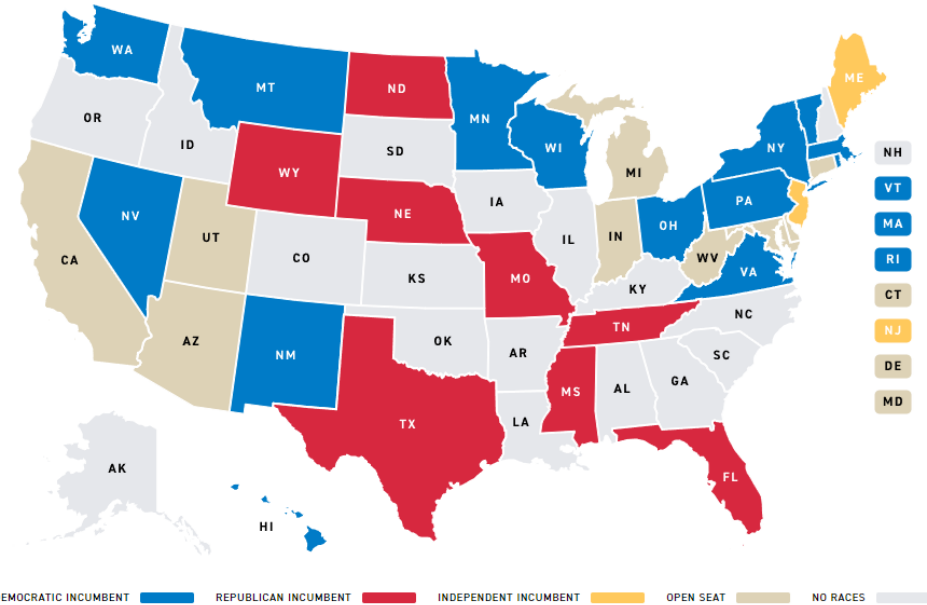 WA
MT
ND
MN
OR
ID
SD
WI
WY
NE
IA
MI
NY
ME
NV
UT
CO
KS
MO
IL
IN
OH
PA
WV
VA
KY
CA
AZ
NM
OK
AR
TN
NC
SC
TX
LA
MS
AL
GA
FL
AK
HI
NH
VT
MA
RI
CT
NJ
DE
MD
EMOCRATIC INCUMBENT REPUBLICAN INCUMBENT INDEPENDENT INCUMBENT OPEN SEAT NO RACES